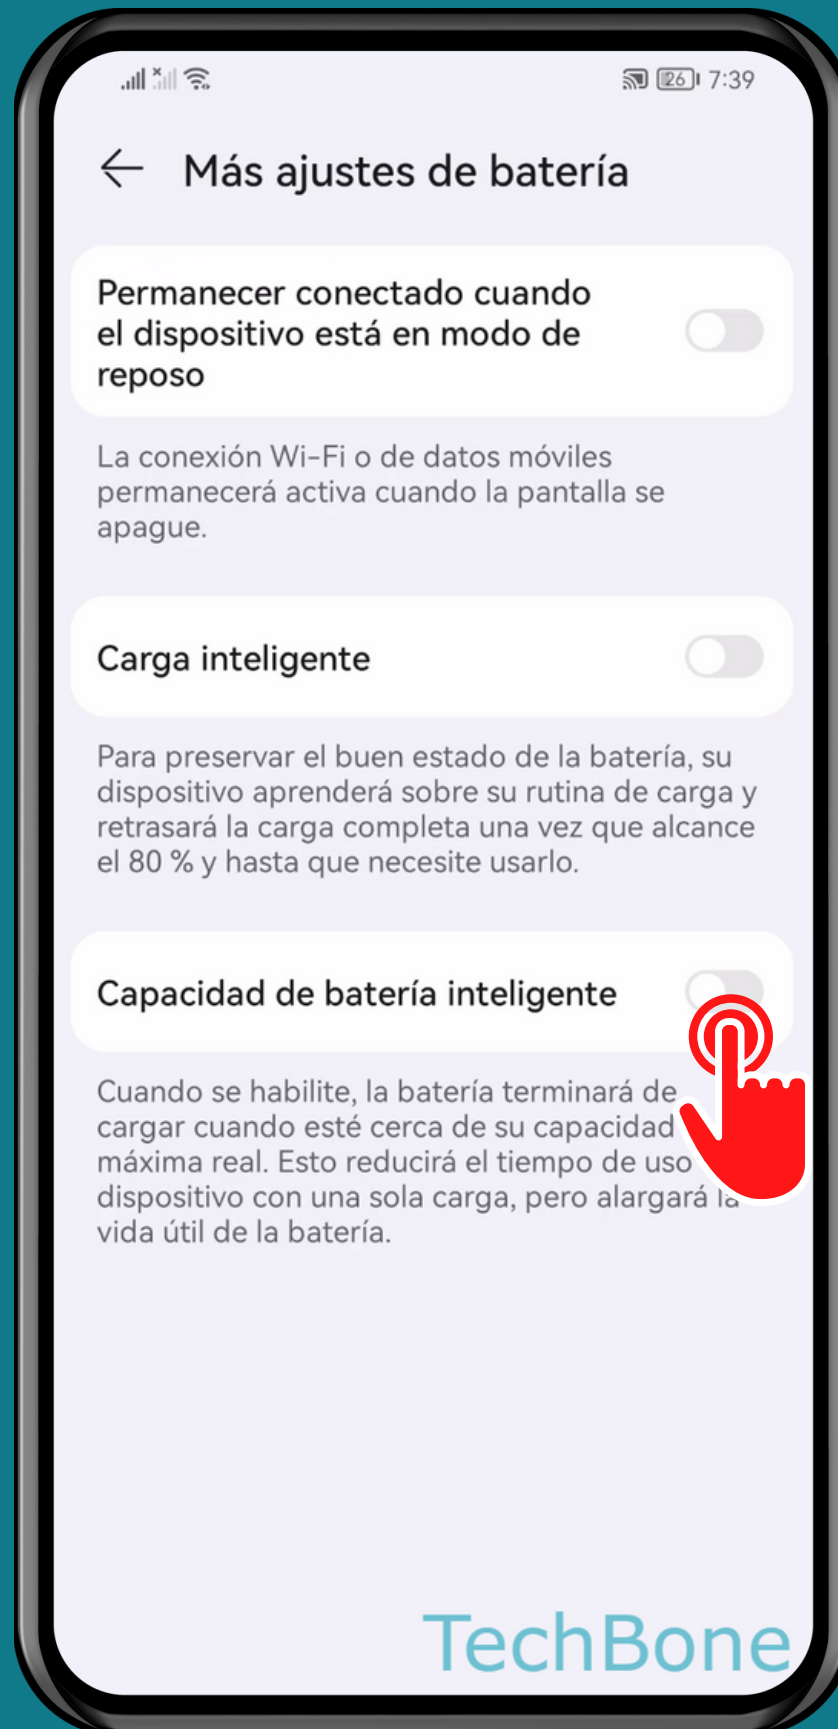 26 7:39
Más ajustes de batería
Permanecer conectado cuando
el dispositivo está en modo de
reposo
La conexión Wi-Fi o de datos móviles
permanecerá activa cuando la pantalla se
apague.
Carga inteligente
Para preservar el buen estado de la batería, su
dispositivo aprenderá sobre su rutina de carga y
retrasará la carga completa una vez que alcance
el 80 % y hasta que necesite usarlo.
Capacidad de batería inteligente
Cuando se habilite, la batería terminará de
cargar cuando esté cerca de su capacidad
máxima real. Esto reducirá el tiempo de uso
dispositivo con una sola carga, pero alargará la
vida útil de la batería.
TechBone